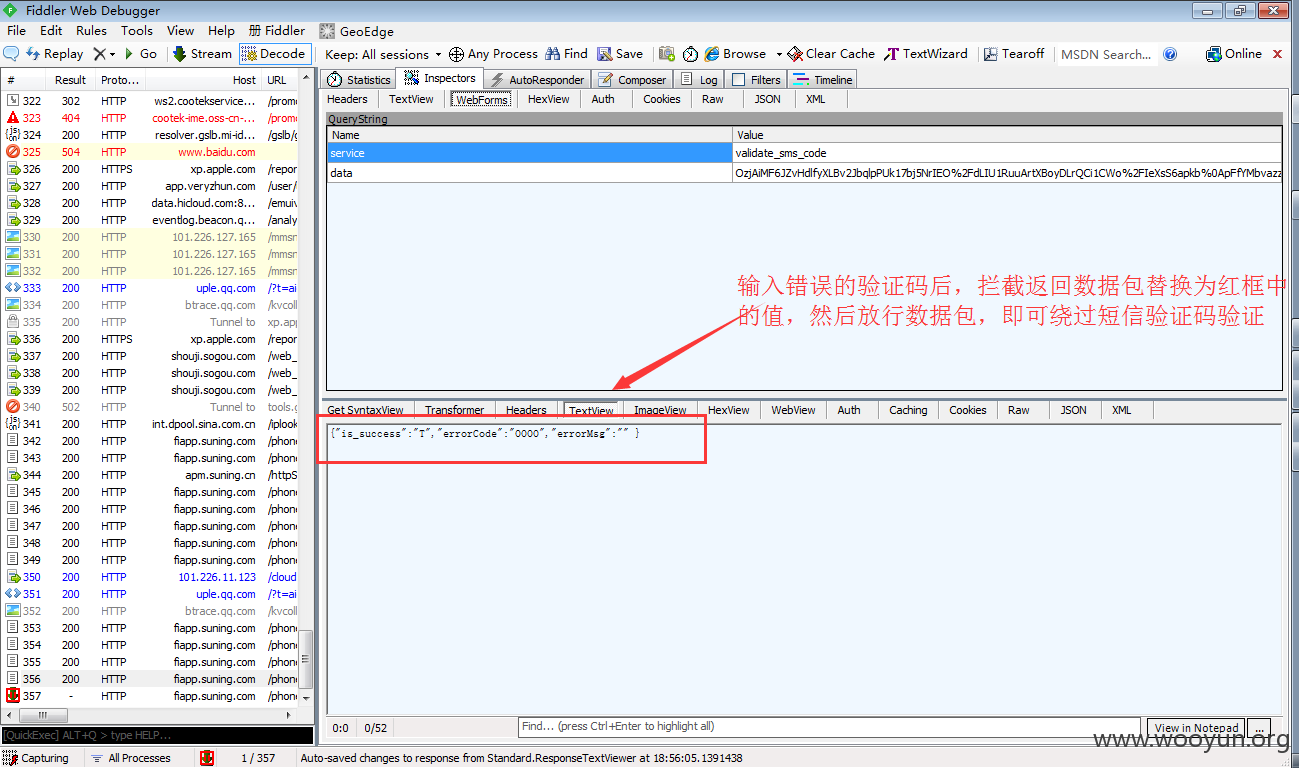 Fiddler Web Debugger
File Edit Rules Tools View Help 册 Fiddler GeoEdge
Replay Go Stream Decode Keep: All sessions Any Process Find Save Browse Clear Cache TextWizard Tearoff MSDN Search... Online
# Result Proto... Host URL
322 302 HTTP ws2.cootekservice... /promo
323 404 HTTP cootek-ime.oss-cn-... /promo
324 200 HTTP resolver.gslb.mi-id... /gslb/g
325 504 HTTP www.baidu.com
326 200 HTTPS xp.apple.com /repor
327 200 HTTP app.veryzhun.com /user/
328 200 HTTP data.hicloud.com:8... /emuiv
329 200 HTTP eventlog.beacon.q... /analy
330 200 HTTP 101.226.127.165 /mmsn
331 200 HTTP 101.226.127.165 /mmsn
332 200 HTTP 101.226.127.165 /mmsn
333 200 HTTP uple.qq.com /?t=ai
334 200 HTTP btrace.qq.com /kvcoll
335 200 HTTP Tunnel to xp.app
336 200 HTTPS xp.apple.com /repor
337 200 HTTP shouji.sogou.com /web_
338 200 HTTP shouji.sogou.com /web_
339 200 HTTP shouji.sogou.com /web_
340 502 HTTP Tunnel to tools.g
341 200 HTTP int.dpool.sina.com.cn /iplook
342 200 HTTP fiapp.suning.com /phone
343 200 HTTP fiapp.suning.com /phone
344 200 HTTP apm.suning.cn /httpS
345 200 HTTP fiapp.suning.com /phone
346 200 HTTP fiapp.suning.com /phone
347 200 HTTP fiapp.suning.com /phone
348 200 HTTP fiapp.suning.com /phone
349 200 HTTP fiapp.suning.com /phone
350 200 HTTP 101.226.11.123 /cloud
351 200 HTTP uple.qq.com /?t=ai
352 200 HTTP btrace.qq.com /kvcoll
353 200 HTTP fiapp.suning.com /phone
354 200 HTTP fiapp.suning.com /phone
355 200 HTTP fiapp.suning.com /phone
356 200 HTTP fiapp.suning.com /phone
357 - HTTP fiapp.suning.com /phone
[QuickExec] ALT+Q > type HELP...
Statistics Inspectors AutoResponder Composer Log Filters Timeline
Headers TextView WebForms HexView Auth Cookies Raw JSON XML
QueryString
Name Value
service validate_sms_code
data
输入错误的验证码后，拦截返回数据包替换为红框中
的值，然后放行数据包，即可绕过短信验证码验证
Get SyntaxView Transformer Headers TextView ImageView HexView WebView Auth Caching Cookies Raw JSON XML
{"is_success":"T","errorCode":"0000","errorMsg":"" }
0:0 0/52 Find... (press Ctrl+Enter to highlight all) View in Notepad ...
www.wooyun.org
Capturing All Processes 1 / 357 Auto-saved changes to response from Standard.ResponseTextViewer at 18:56:05.1391438